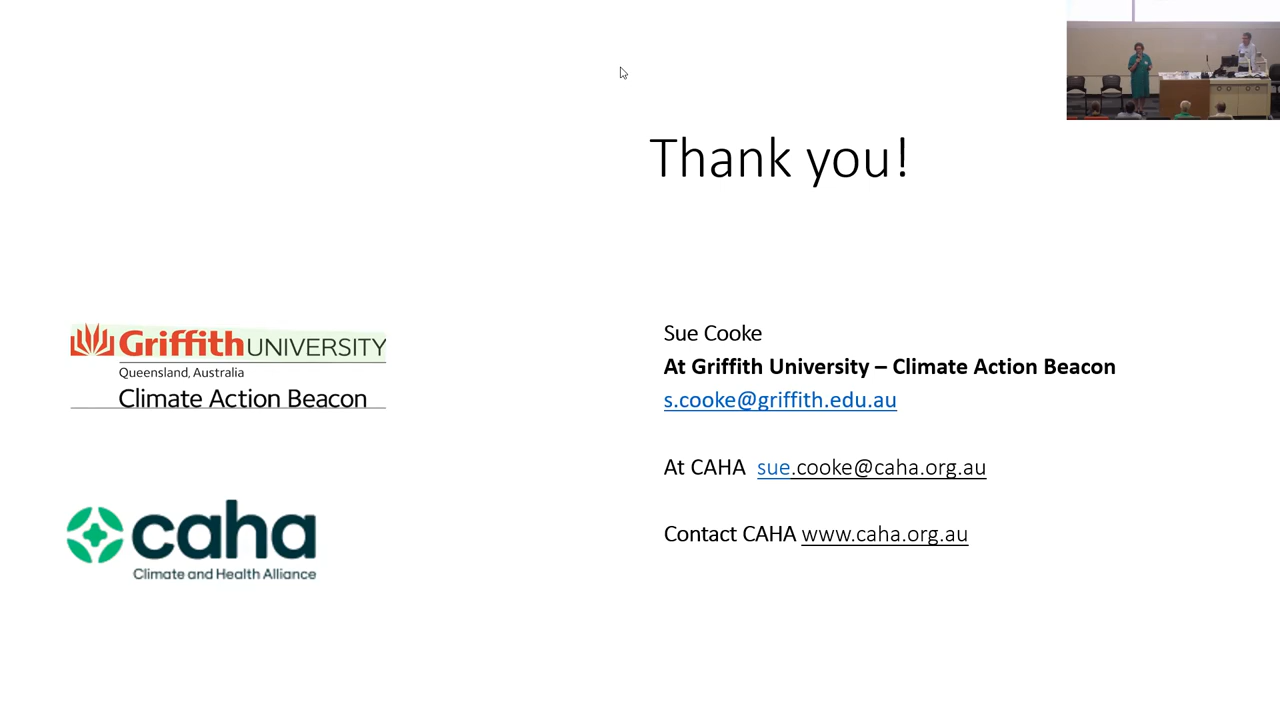 Thank you!
Griffith UNIVERSITY
Queensland, Australia
Climate Action Beacon
caha
Climate and Health Alliance
Sue Cooke
At Griffith University – Climate Action Beacon
s.cooke@griffith.edu.au
At CAHA sue.cooke@caha.org.au
Contact CAHA www.caha.org.au